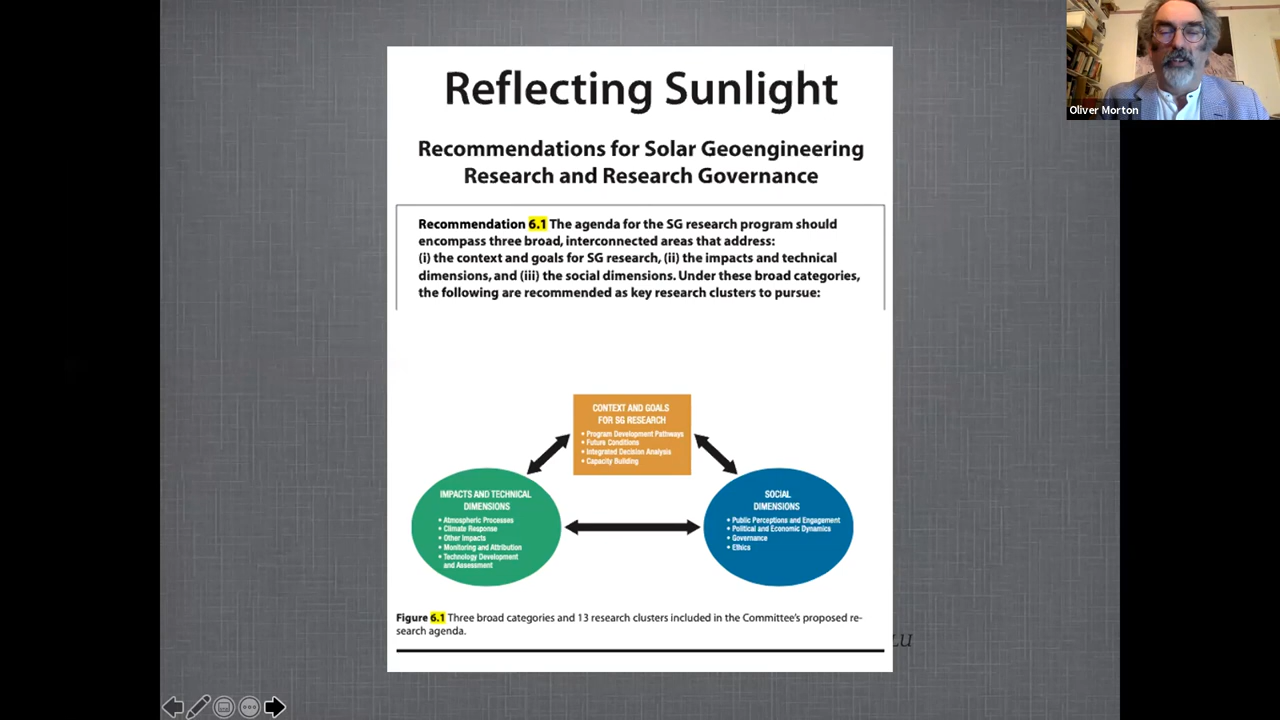 Reflecting Sunlight
Recommendations for Solar Geoengineering
Research and Research Governance
Recommendation 6.1 The agenda for the SG research program should
encompass three broad, interconnected areas that address:
(i) the context and goals for SG research, (ii) the impacts and technical
dimensions, and (iii) the social dimensions. Under these broad categories,
the following are recommended as key research clusters to pursue:
CONTEXT AND GOALS
FOR SG RESEARCH
• Program Development Pathways
• Future Conditions
• Integrated Decision Analysis
• Capacity Building
IMPACTS AND TECHNICAL
DIMENSIONS
• Atmospheric Processes
• Climate Response
• Other Impacts
• Monitoring and Attribution
• Technology Development
and Assessment
SOCIAL
DIMENSIONS
• Public Perceptions and Engagement
• Political and Economic Dynamics
• Governance
• Ethics
Figure 6.1 Three broad categories and 13 research clusters included in the Committee's proposed re-
search agenda.
Oliver Morton